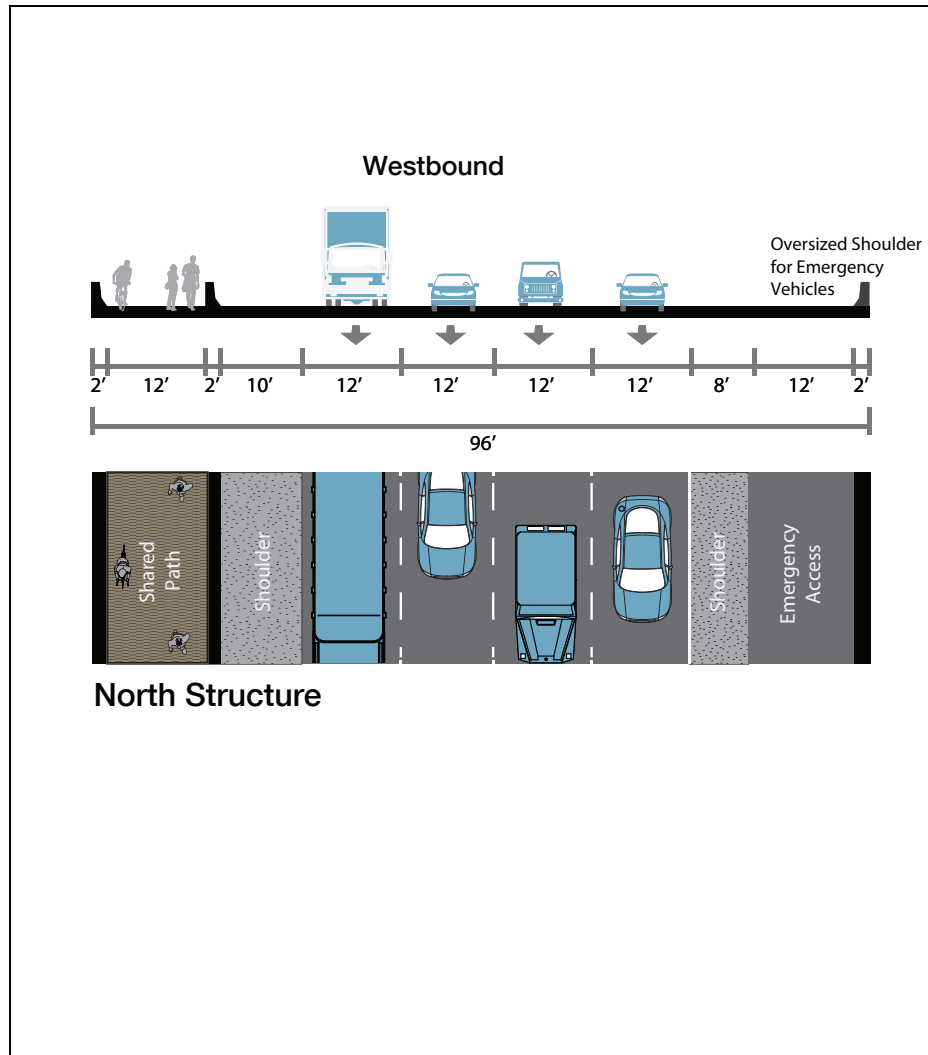 Westbound
Oversized Shoulder
for Emergency
Vehicles
2’ 12’ 2’ 10’ 12’ 12’ 12’ 12’ 8’ 12’ 2’
96’
Shared
Path
Shoulder
Shoulder
Emergency
Access
North Structure